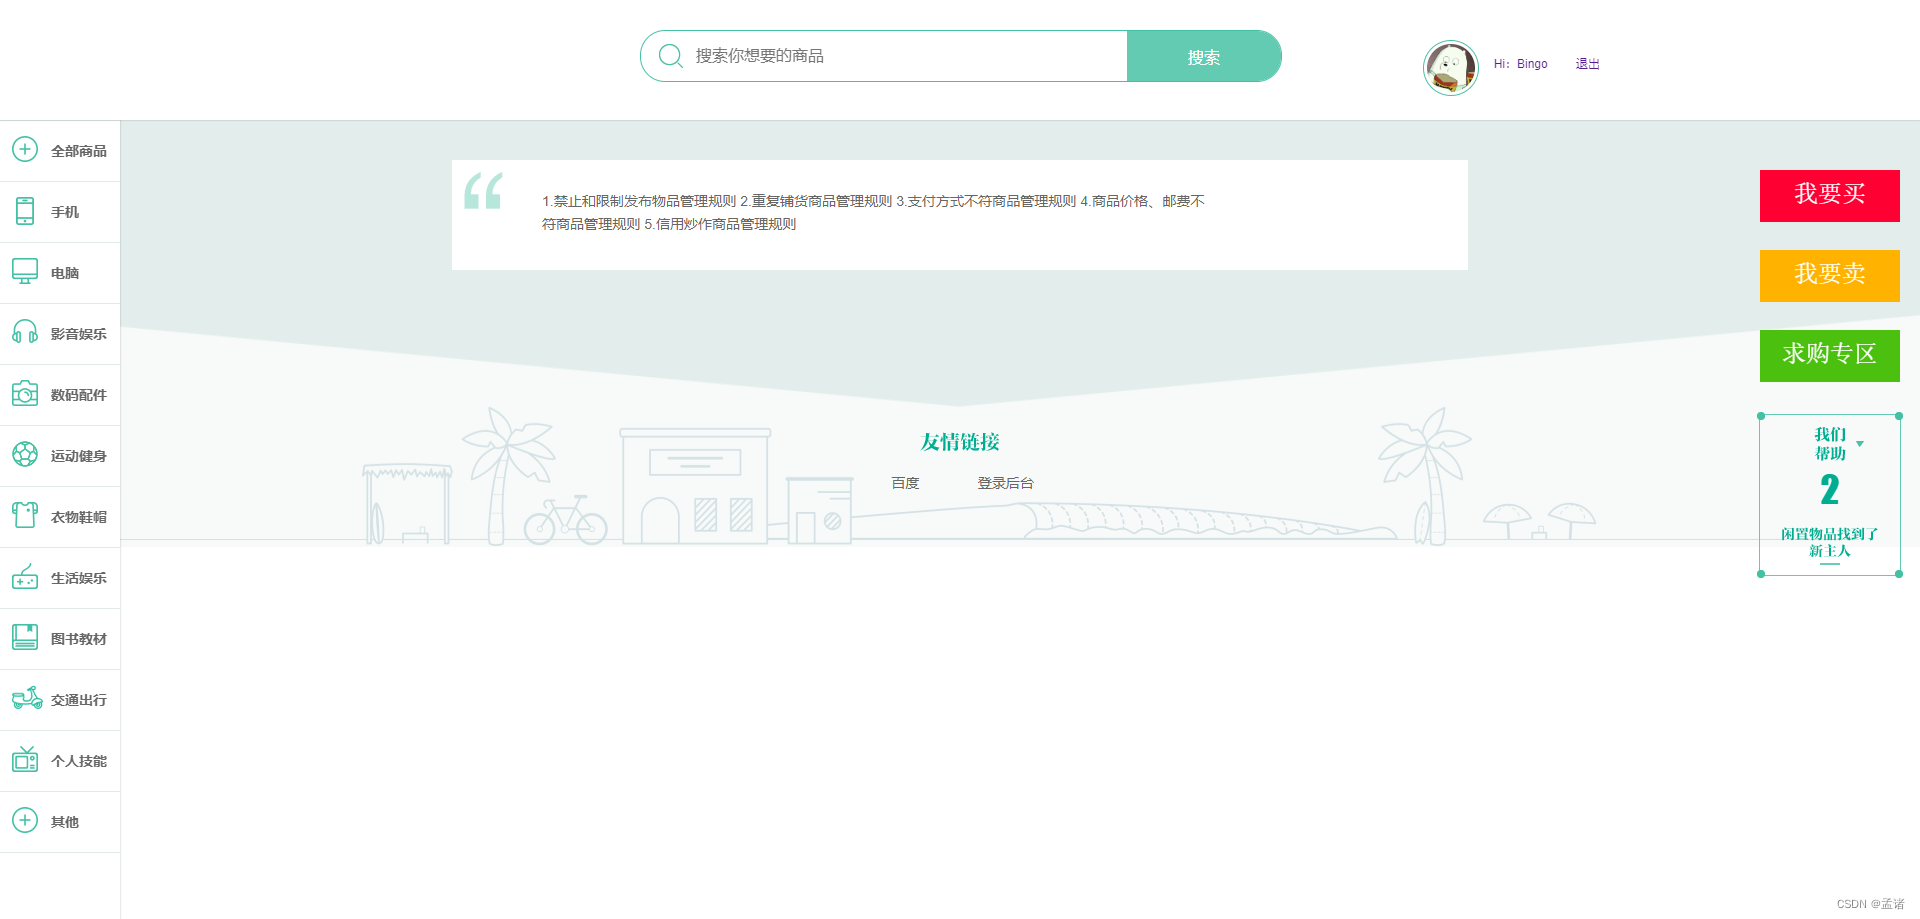 搜索你想要的商品
搜索
Hi：Bingo
退出
全部商品
手机
电脑
影音娱乐
数码配件
运动健身
衣物鞋帽
生活娱乐
图书教材
交通出行
个人技能
其他
1.禁止和限制发布物品管理规则 2.重复铺货商品管理规则 3.支付方式不符商品管理规则 4.商品价格、邮费不
符商品管理规则 5.信用炒作商品管理规则
我要买
我要卖
求购专区
我们
帮助
2
闲置物品找到了
新主人
友情链接
百度
登录后台
CSDN @孟诸